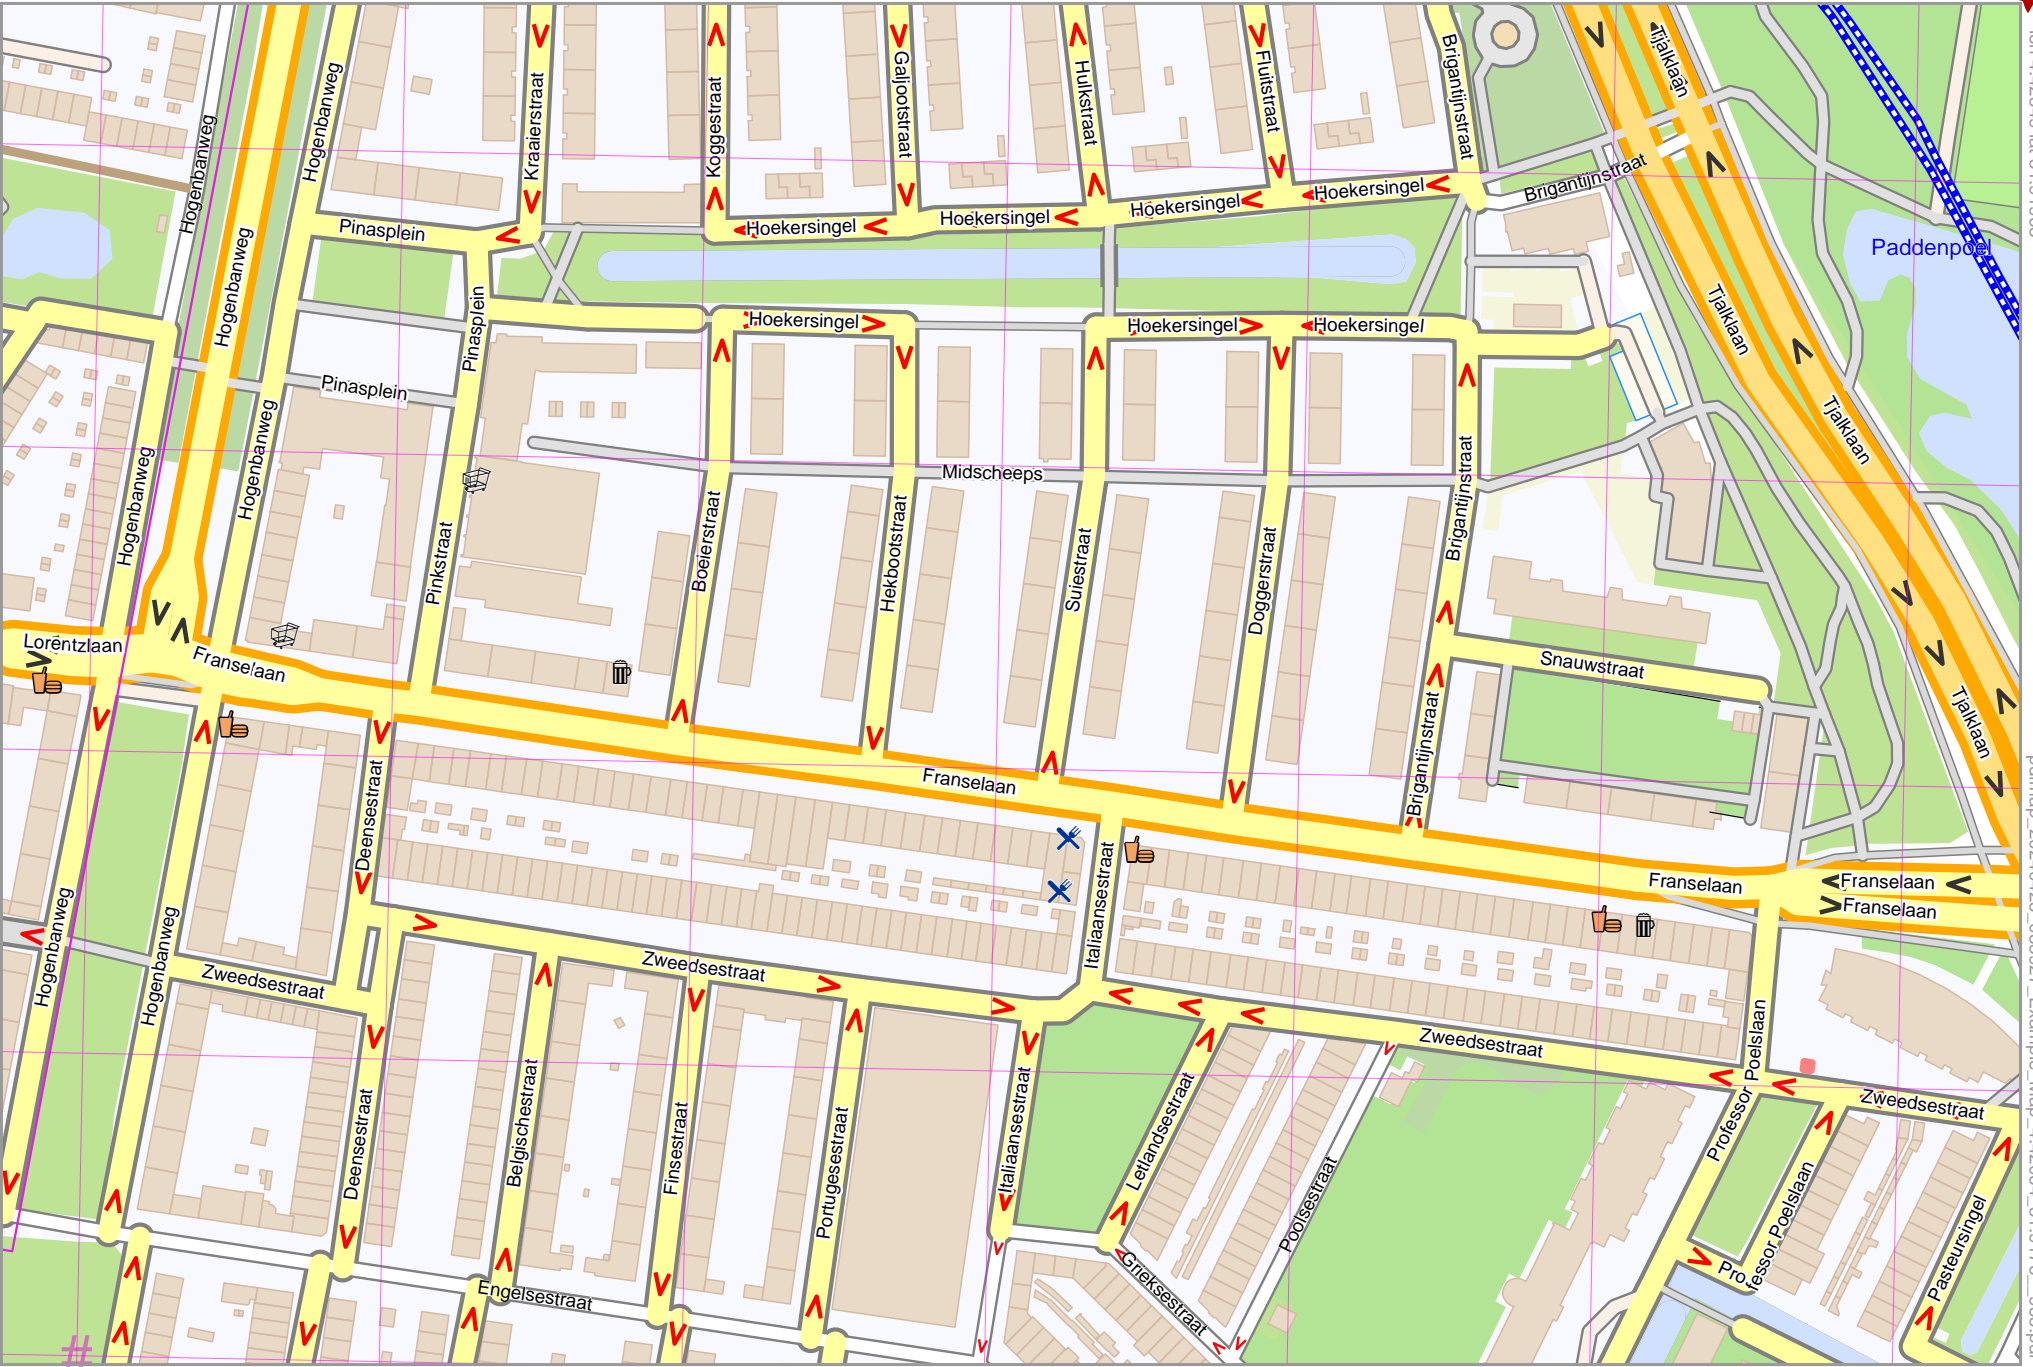 Kraaierstraat
Koggestraat
Galjootstraat
Hulkstraat
Fluitstraat
Brigantijnstraat
Tjalklaan
Hogenbanweg
Hogenbanweg
Hogenbanweg
Pinasplein
Hoekersingel
Hoekersingel
Hoekersingel
Hoekersingel
Brigantijnstraat
Paddenpoel
Pinasplein
Hoekersingel
Hoekersingel
Hoekersingel
Tjalklaan
Pinasplein
Tjalklaan
Hogenbanweg
Hogenbanweg
Midscheeps
Pinkstraat
Boeierstraat
Hekbootstraat
Suiestraat
Doggerstraat
Brigantijnstraat
Lorentzlaan
Franselaan
Snauwstraat
Brigantijnstraat
Tjalklaan
Franselaan
Deensestraat
Italiaansestraat
Franselaan
Franselaan
Franselaan
Hogenbanweg
Hogenbanweg
Zweedsestraat
Zweedsestraat
Zweedsestraat
Professor Poelslaan
Zweedsestraat
Deensestraat
Belgischestraat
Finsestraat
Portugesestraat
Italiaansestraat
Letlandsestraat
Poolsestraat
Professor Poelslaan
Pasteursingel
Engelsestraat
Grieksestraat
#